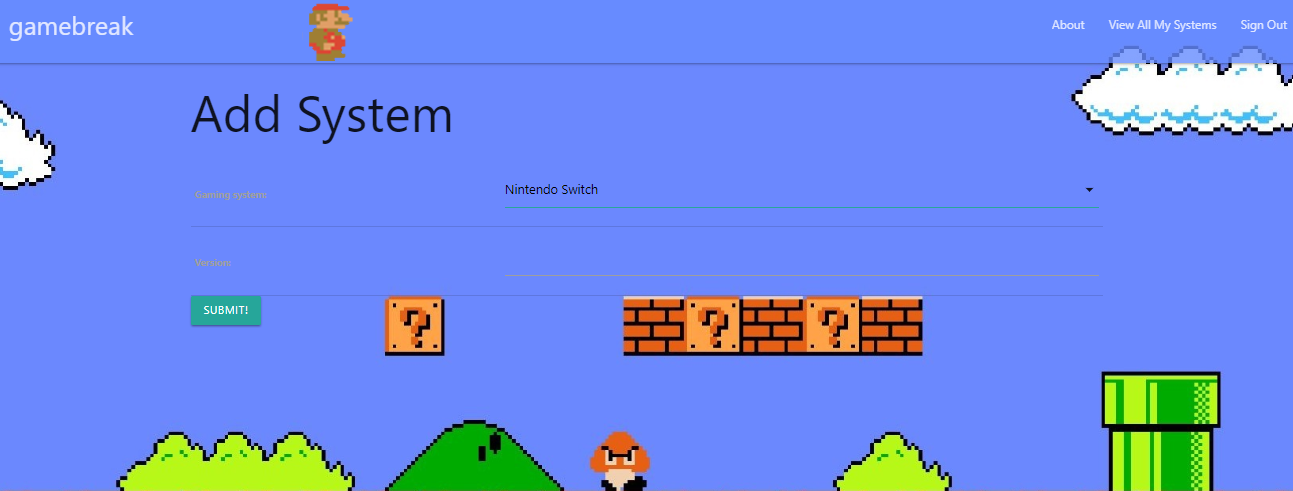 gamebreak
About
View All My Systems
Sign Out
Add System
Gaming system:
Nintendo Switch
Version:
SUBMIT!
?
?
?